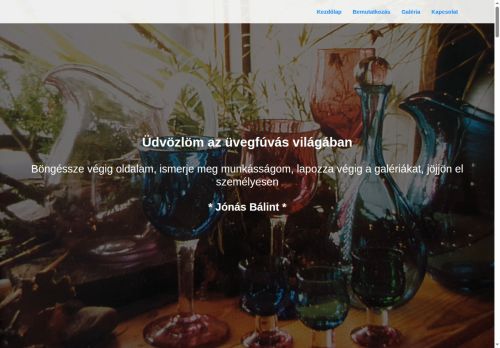 Kezdőlap Bemutatkozás Galéria Kapcsolat
Üdvözlöm az üvegfúvás világában
Böngéssze végig oldalam, ismerje meg munkásságom, lapozza végig a galériákat, jöjjön el
személyesen
* Jónás Bálint *